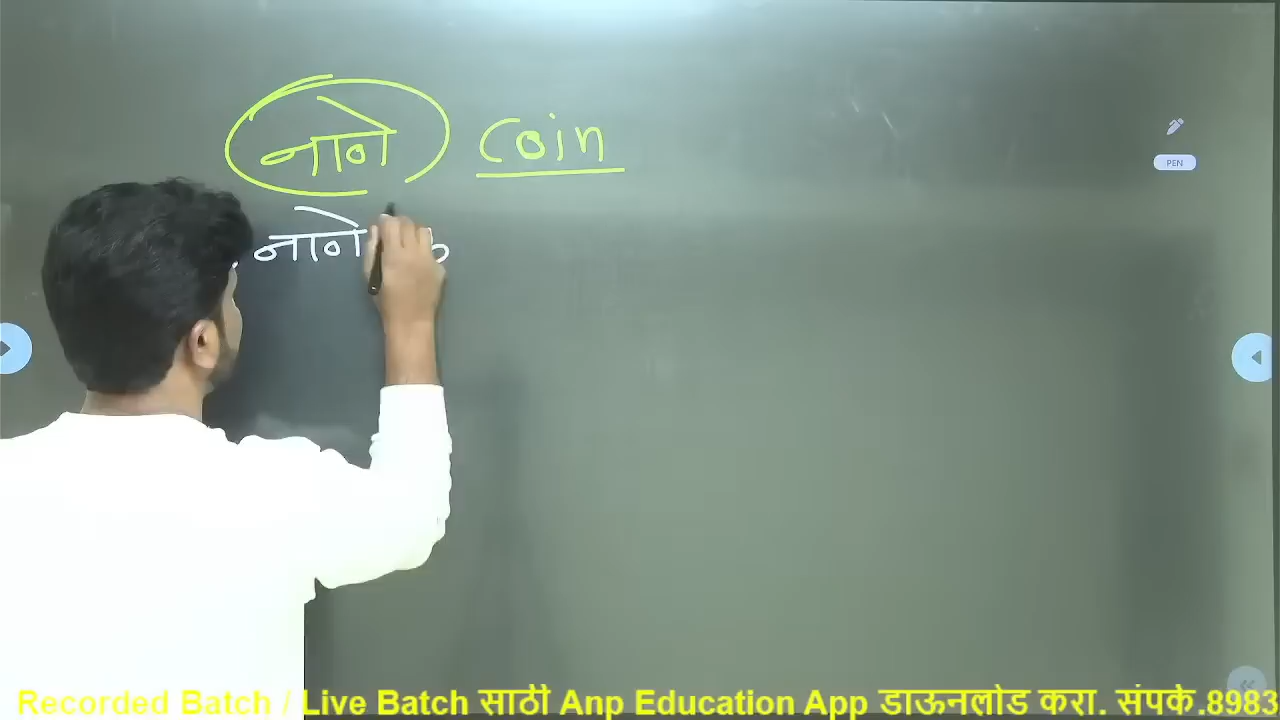 नाणे Coin
नाणे
PEN
Recorded Batch / Live Batch साठी Anp Education App डाऊनलोड करा. संपर्क.8983